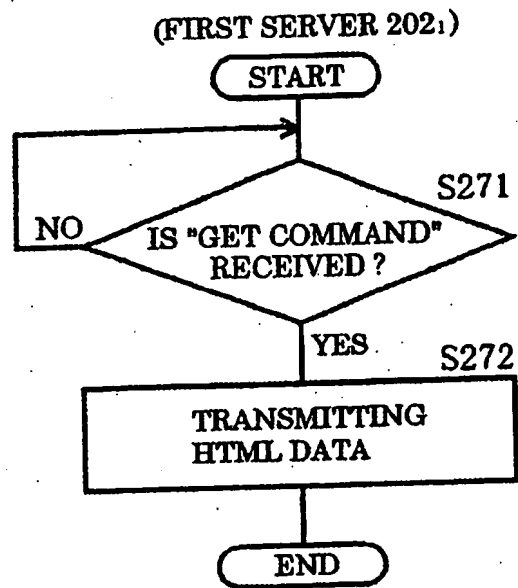 (FIRST SERVER 202₁)
START
S271
NO
IS "GET COMMAND"
RECEIVED ?
YES
S272
TRANSMITTING
HTML DATA
END